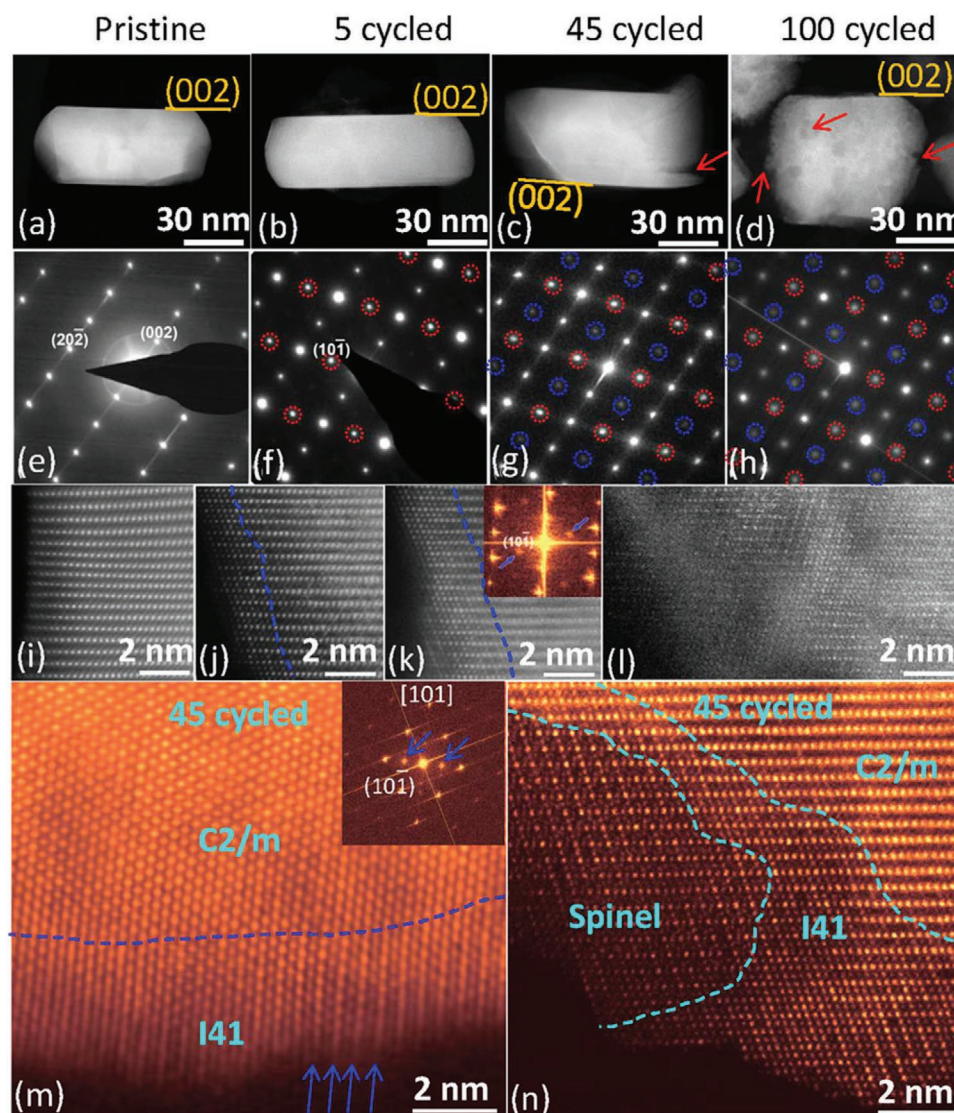 Pristine 5 cycled 45 cycled 100 cycled
(002) (002) (002)
(002)
(a) 30 nm (b) 30 nm (c) 30 nm (d) 30 nm
(202̅) (002) (101̅)
(e) (f) (g) (h)
(101̅)
(i) 2 nm (j) 2 nm (k) 2 nm (l) 2 nm
45 cycled [101] 45 cycled
(101̅) C2/m
C2/m
Spinel I41
I41
(m) 2 nm (n) 2 nm